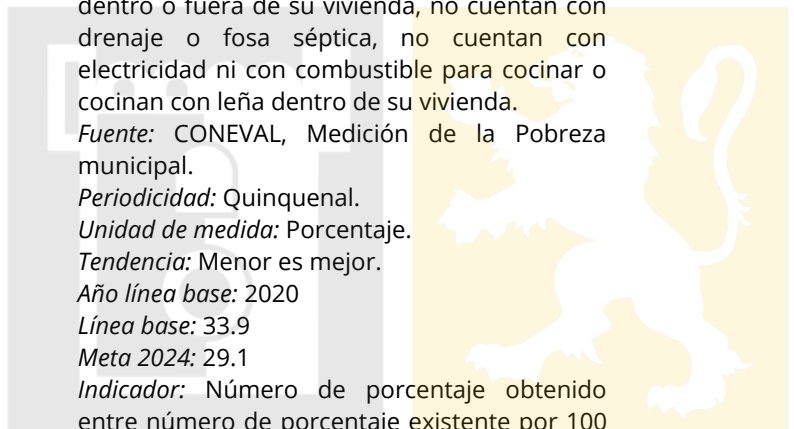 dentro o fuera de su vivienda, no cuentan con
drenaje o fosa séptica, no cuentan con
electricidad ni con combustible para cocinar o
cocinan con leña dentro de su vivienda.
Fuente: CONEVAL, Medición de la Pobreza
municipal.
Periodicidad: Quinquenal.
Unidad de medida: Porcentaje.
Tendencia: Menor es mejor.
Año línea base: 2020
Línea base: 33.9
Meta 2024: 29.1
Indicador: Número de porcentaje obtenido
entre número de porcentaje existente por 100